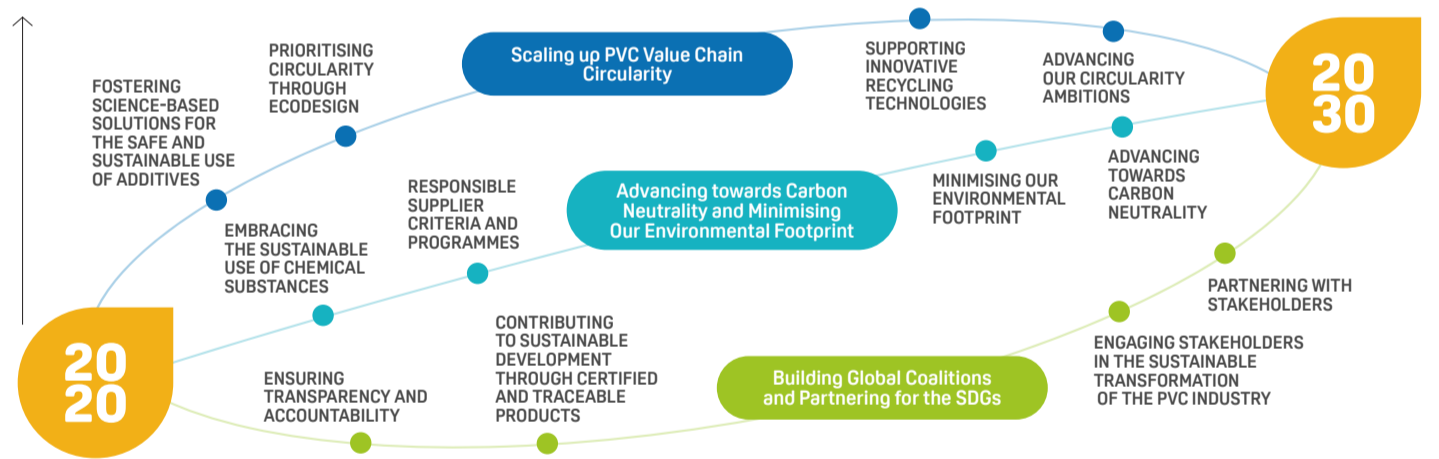 20
20
FOSTERING
SCIENCE-BASED
SOLUTIONS FOR
THE SAFE AND
SUSTAINABLE USE
OF ADDITIVES
PRIORITISING
CIRCULARITY
THROUGH
ECODESIGN
Scaling up PVC Value Chain
Circularity
SUPPORTING
INNOVATIVE
RECYCLING
TECHNOLOGIES
ADVANCING
OUR CIRCULARITY
AMBITIONS
EMBRACING
THE SUSTAINABLE
USE OF CHEMICAL
SUBSTANCES
RESPONSIBLE
SUPPLIER
CRITERIA AND
PROGRAMMES
Advancing towards Carbon
Neutrality and Minimising
Our Environmental Footprint
MINIMISING OUR
ENVIRONMENTAL
FOOTPRINT
ADVANCING
TOWARDS
CARBON
NEUTRALITY
ENSURING
TRANSPARENCY AND
ACCOUNTABILITY
CONTRIBUTING
TO SUSTAINABLE
DEVELOPMENT
THROUGH CERTIFIED
AND TRACEABLE
PRODUCTS
Building Global Coalitions
and Partnering for the SDGs
ENGAGING STAKEHOLDERS
IN THE SUSTAINABLE
TRANSFORMATION
OF THE PVC INDUSTRY
PARTNERING WITH
STAKEHOLDERS
20
30